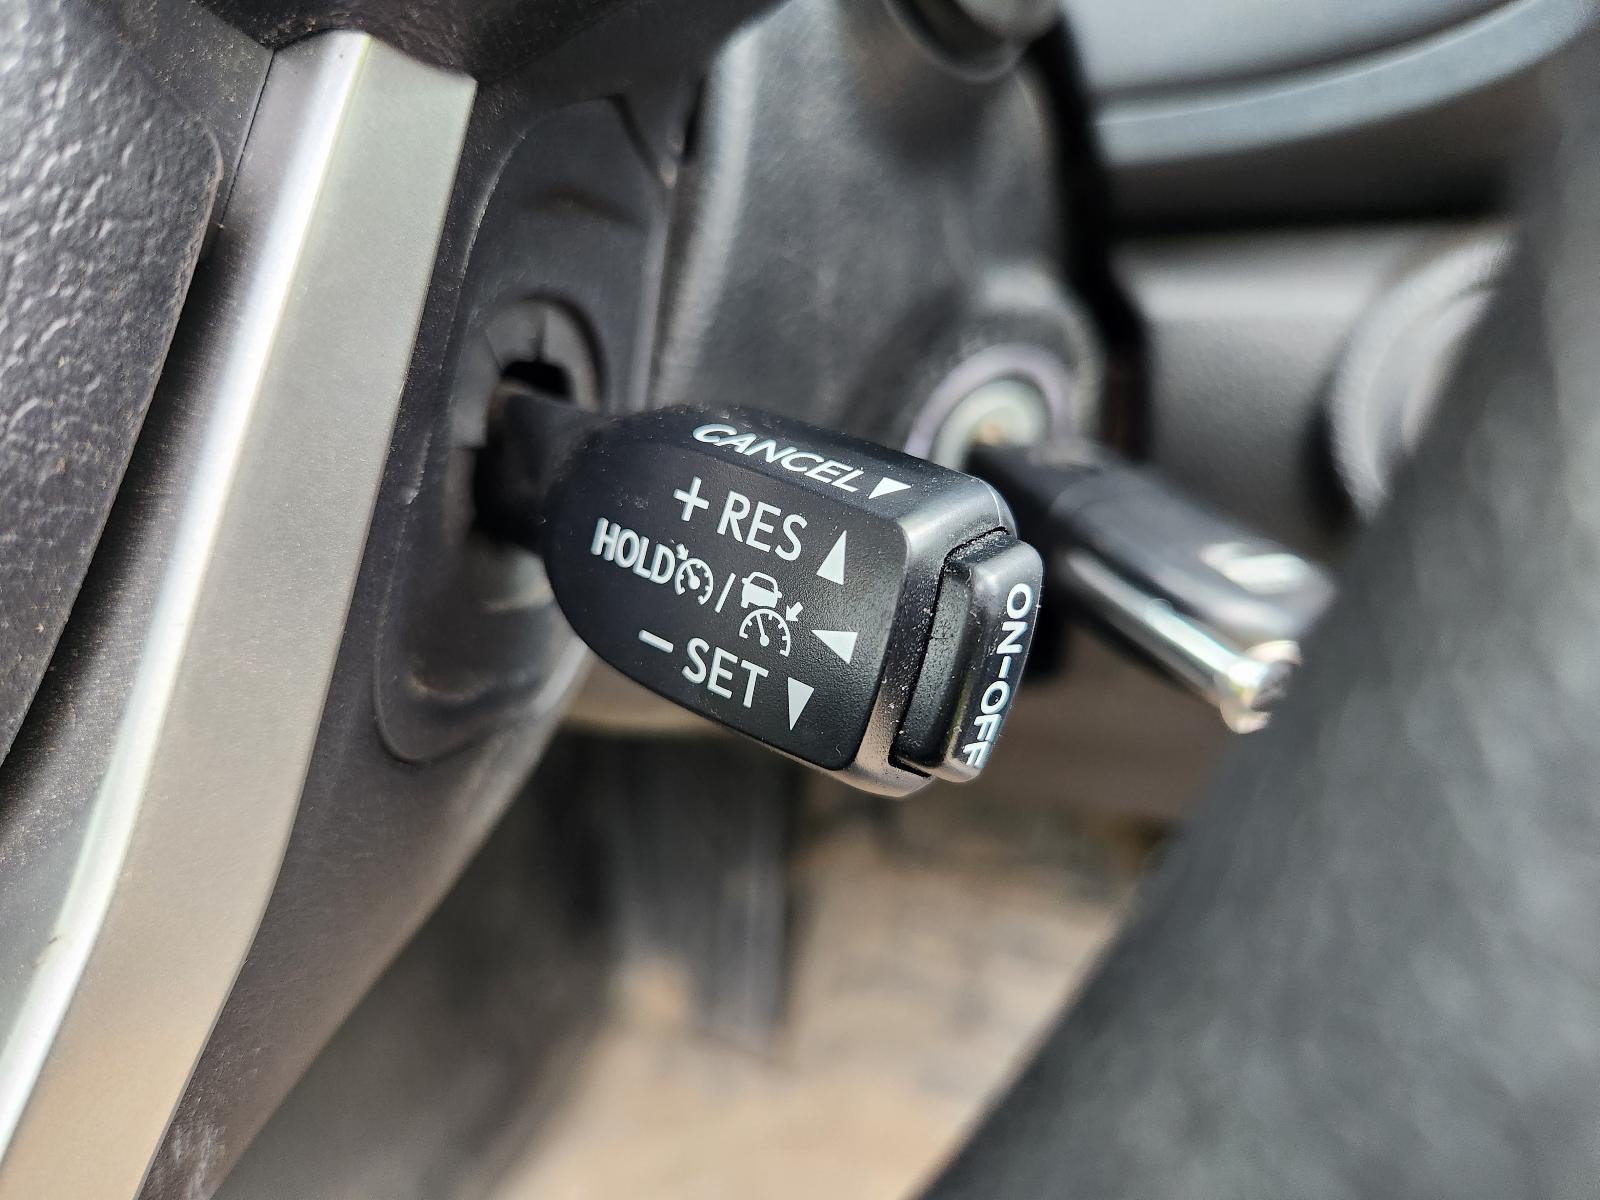 CANCEL
+ RES
HOLD /
- SET
ON-OFF